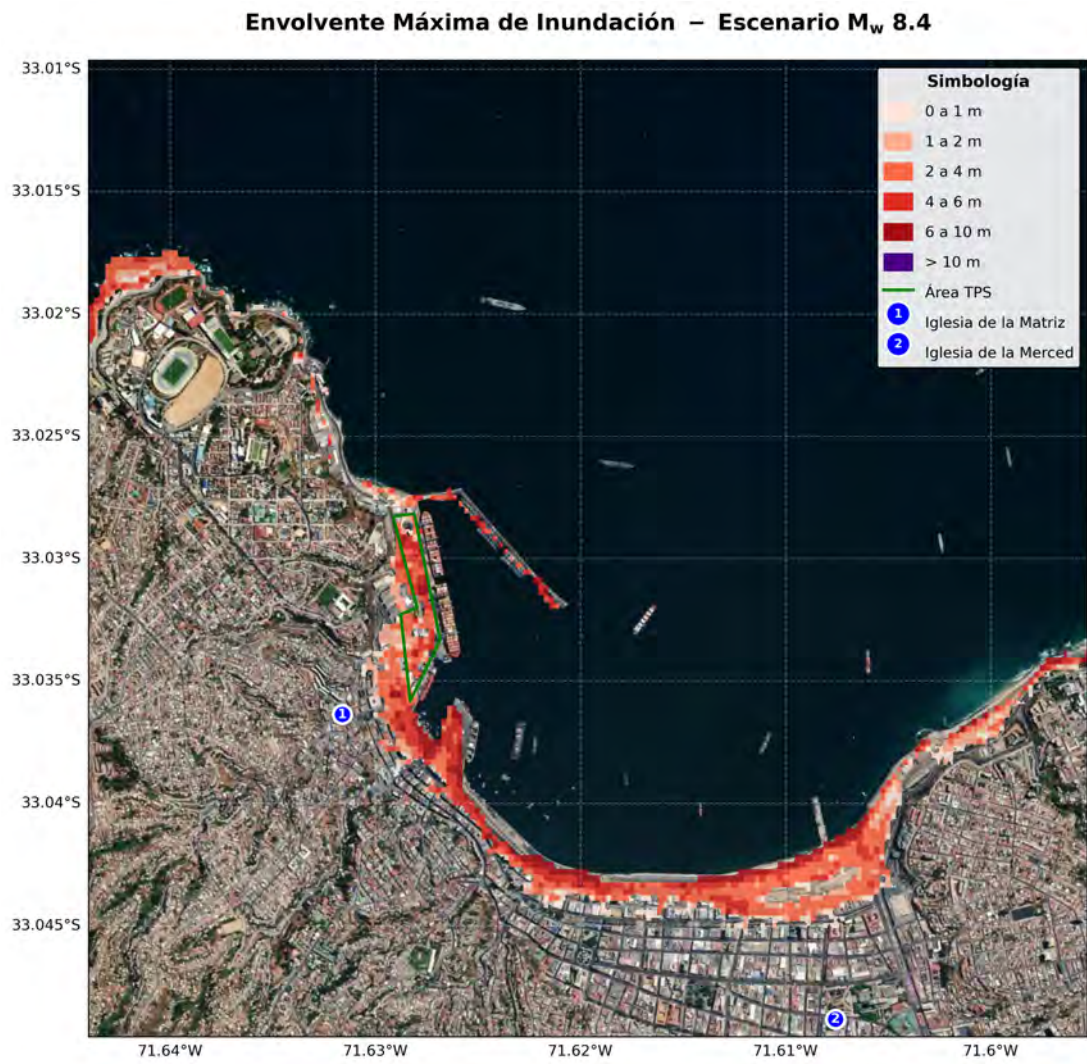 Envolvente Máxima de Inundación − Escenario Mw 8.4
33.01°S
33.015°S
33.02°S
33.025°S
33.03°S
33.035°S
33.04°S
33.045°S
71.64°W
71.63°W
71.62°W
71.61°W
71.6°W
Simbología
0 a 1 m
1 a 2 m
2 a 4 m
4 a 6 m
6 a 10 m
> 10 m
Área TPS
1 Iglesia de la Matriz
2 Iglesia de la Merced
1
2